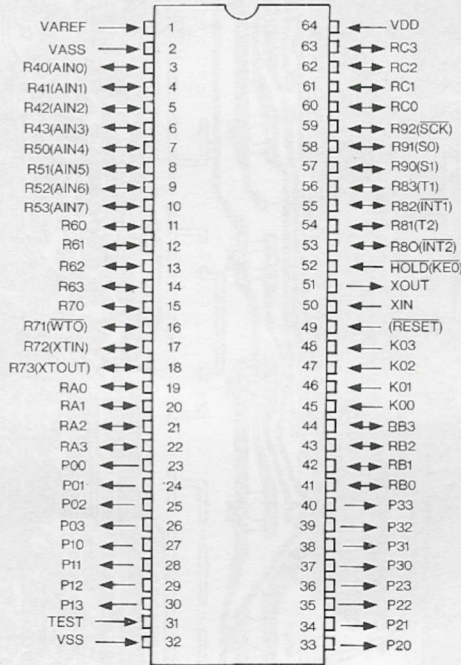 VAREF 1 64 VDD
VASS 2 63 RC3
R40(AIN0) 3 62 RC2
R41(AIN1) 4 61 RC1
R42(AIN2) 5 60 RC0
R43(AIN3) 6 59 R92(SCK)
R50(AIN4) 7 58 R91(S0)
R51(AIN5) 8 57 R90(S1)
R52(AIN6) 9 56 R83(T1)
R53(AIN7) 10 55 R82(INT1)
R60 11 54 R81(T2)
R61 12 53 R8O(INT2)
R62 13 52 HOLD(KE0)
R63 14 51 XOUT
R70 15 50 XIN
R71(WTO) 16 49 (RESET)
R72(XTIN) 17 48 K03
R73(XTOUT) 18 47 K02
RA0 19 46 K01
RA1 20 45 K00
RA2 21 44 BB3
RA3 22 43 RB2
P00 23 42 RB1
P01 24 41 RB0
P02 25 40 P33
P03 26 39 P32
P10 27 38 P31
P11 28 37 P30
P12 29 36 P23
P13 30 35 P22
TEST 31 34 P21
VSS 32 33 P20